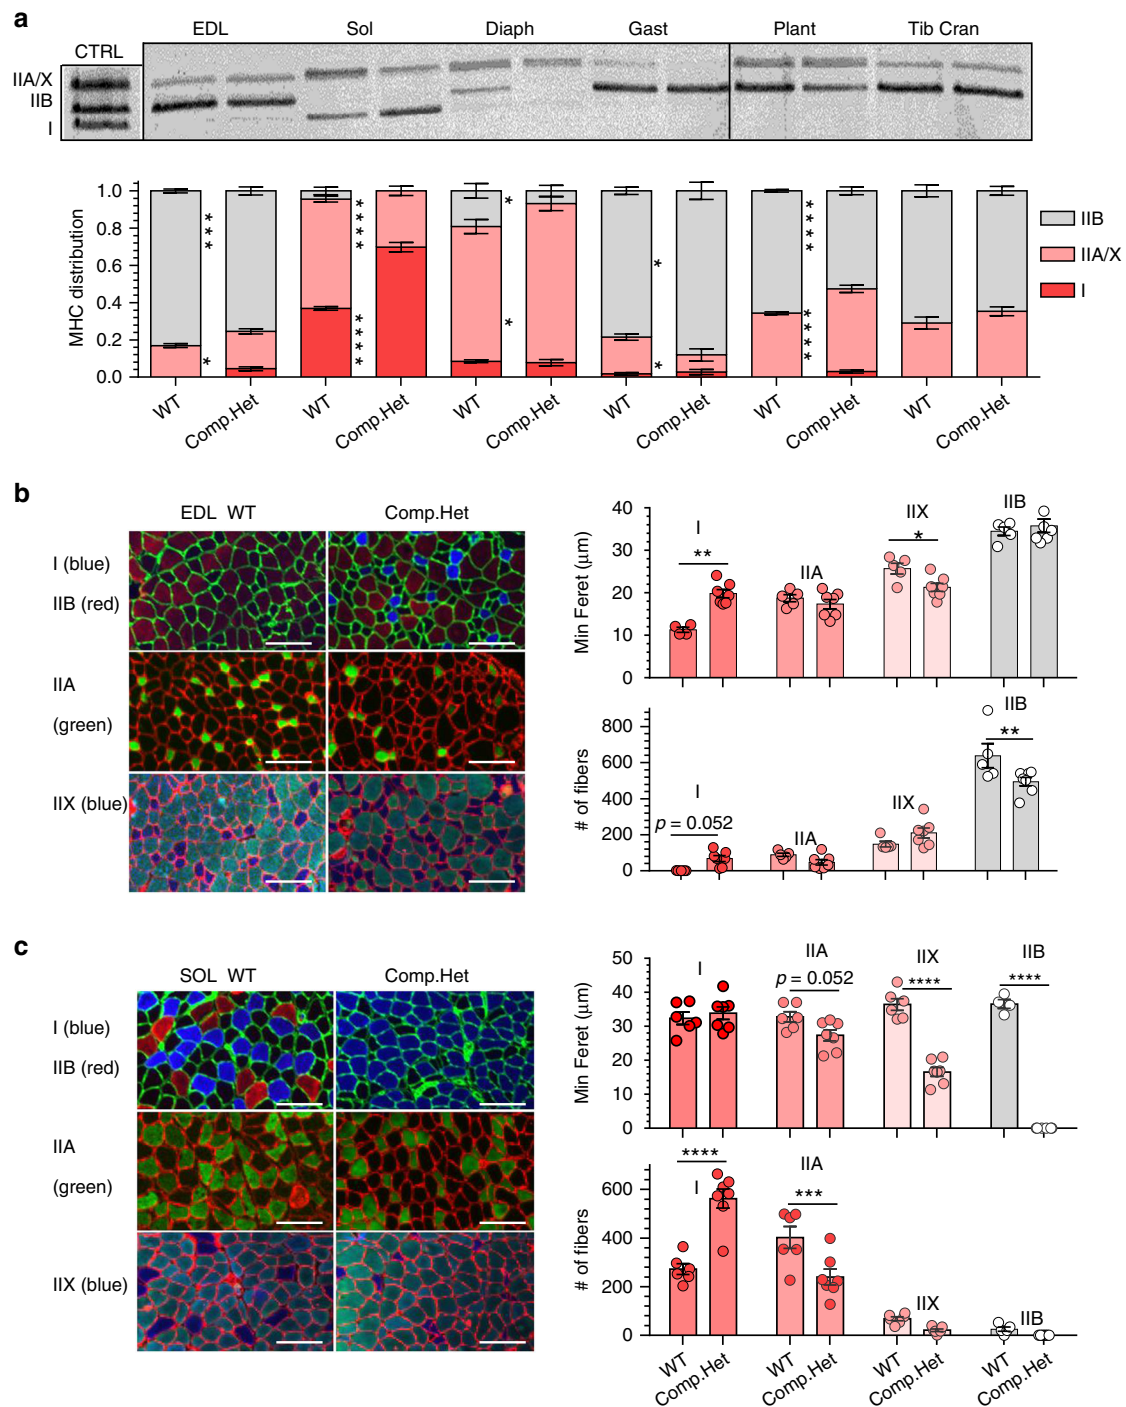 a
EDL Sol Diaph Gast Plant Tib Cran
CTRL
IIA/X
IIB
I
MHC distribution
1.0
0.8
0.6
0.4
0.2
0.0
*** * **** **** * * * * **** ****
IIB
IIA/X
I
WT Comp.Het WT Comp.Het WT Comp.Het WT Comp.Het WT Comp.Het WT Comp.Het
b
EDL WT Comp.Het
I (blue)
IIB (red)
IIA
(green)
IIX (blue)
Min Feret (μm)
40
30
20
10
0
I IIA IIX IIB
** *
# of fibers
800
600
400
200
0
I IIA IIX IIB
p = 0.052 **
c
SOL WT Comp.Het
I (blue)
IIB (red)
IIA
(green)
IIX (blue)
Min Feret (μm)
50
40
30
20
10
0
I IIA IIX IIB
p = 0.052 **** ****
# of fibers
600
400
200
0
**** ***
I IIA IIX IIB
WT Comp.Het WT Comp.Het WT Comp.Het WT Comp.Het